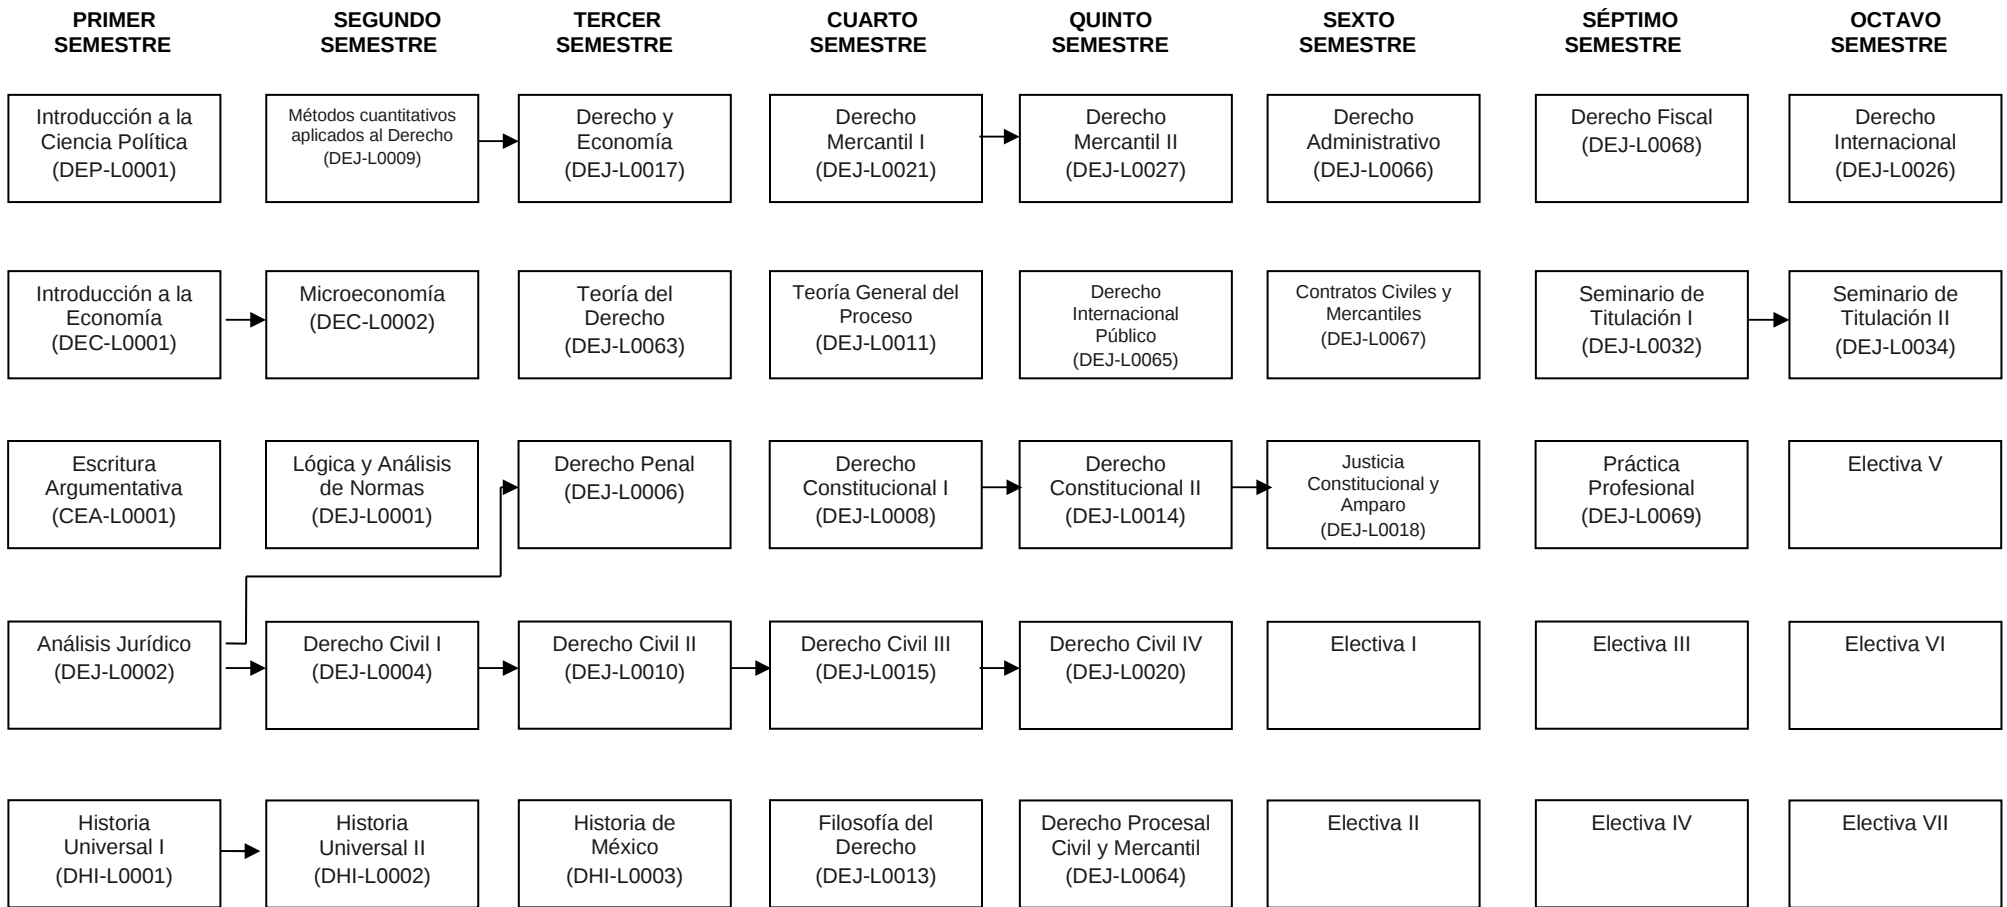 PRIMER
SEMESTRE
SEGUNDO
SEMESTRE
TERCER
SEMESTRE
CUARTO
SEMESTRE
QUINTO
SEMESTRE
SEXTO
SEMESTRE
SÉPTIMO
SEMESTRE
OCTAVO
SEMESTRE
Introducción a la
Ciencia Política
(DEP-L0001)
Métodos cuantitativos
aplicados al Derecho
(DEJ-L0009)
Derecho y
Economía
(DEJ-L0017)
Derecho
Mercantil I
(DEJ-L0021)
Derecho
Mercantil II
(DEJ-L0027)
Derecho
Administrativo
(DEJ-L0066)
Derecho Fiscal
(DEJ-L0068)
Derecho
Internacional
(DEJ-L0026)
Introducción a la
Economía
(DEC-L0001)
Microeconomía
(DEC-L0002)
Teoría del
Derecho
(DEJ-L0063)
Teoría General del
Proceso
(DEJ-L0011)
Derecho
Internacional
Público
(DEJ-L0065)
Contratos Civiles y
Mercantiles
(DEJ-L0067)
Seminario de
Titulación I
(DEJ-L0032)
Seminario de
Titulación II
(DEJ-L0034)
Escritura
Argumentativa
(CEA-L0001)
Lógica y Análisis
de Normas
(DEJ-L0001)
Derecho Penal
(DEJ-L0006)
Derecho
Constitucional I
(DEJ-L0008)
Derecho
Constitucional II
(DEJ-L0014)
Justicia
Constitucional y
Amparo
(DEJ-L0018)
Práctica
Profesional
(DEJ-L0069)
Electiva V
Análisis Jurídico
(DEJ-L0002)
Derecho Civil I
(DEJ-L0004)
Derecho Civil II
(DEJ-L0010)
Derecho Civil III
(DEJ-L0015)
Derecho Civil IV
(DEJ-L0020)
Electiva I
Electiva III
Electiva VI
Historia
Universal I
(DHI-L0001)
Historia
Universal II
(DHI-L0002)
Historia de
México
(DHI-L0003)
Filosofía del
Derecho
(DEJ-L0013)
Derecho Procesal
Civil y Mercantil
(DEJ-L0064)
Electiva II
Electiva IV
Electiva VII